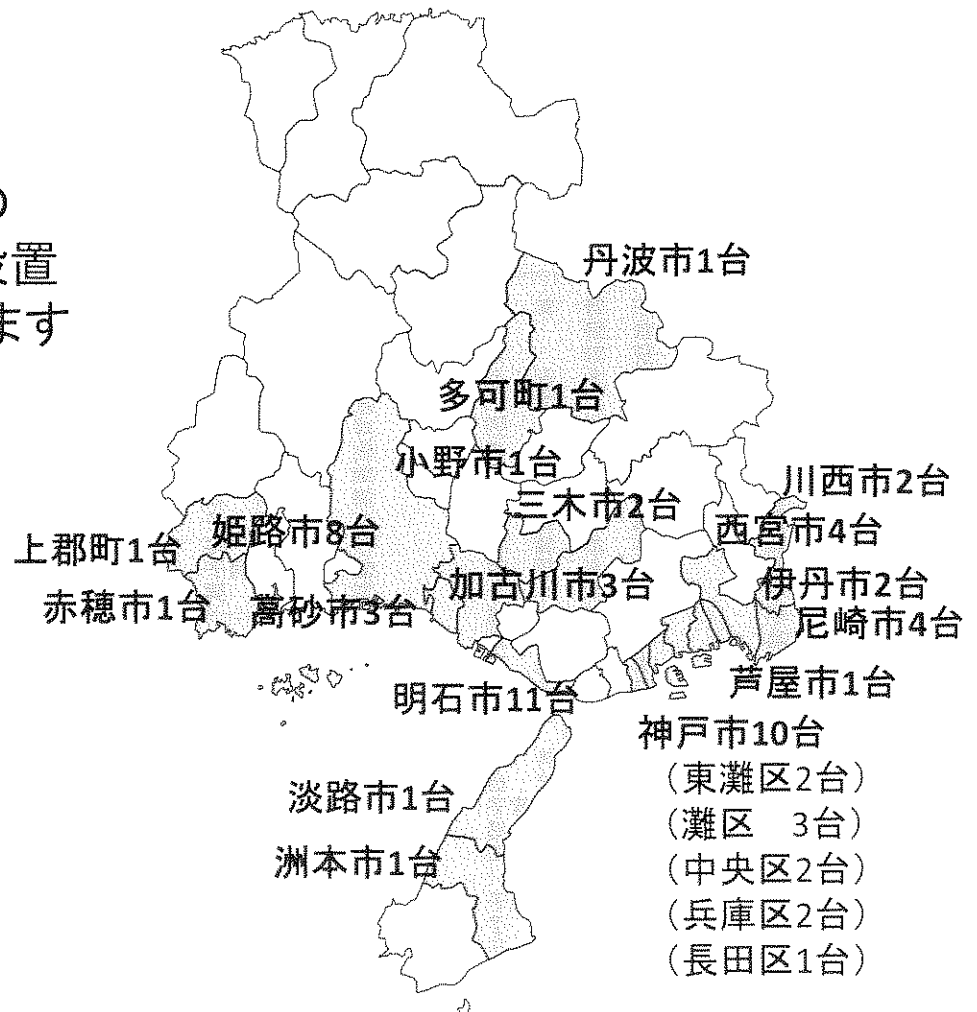 の
設置
ます
丹波市1台
多可町1台
小野市1台
三木市2台
川西市2台
西宮市4台
上郡町1台
姫路市8台
伊丹市2台
加古川市3台
赤穂市1台
高砂市3台
尼崎市4台
芦屋市1台
明石市11台
神戸市10台
（東灘区2台）
（灘区　3台）
（中央区2台）
（兵庫区2台）
（長田区1台）
淡路市1台
洲本市1台